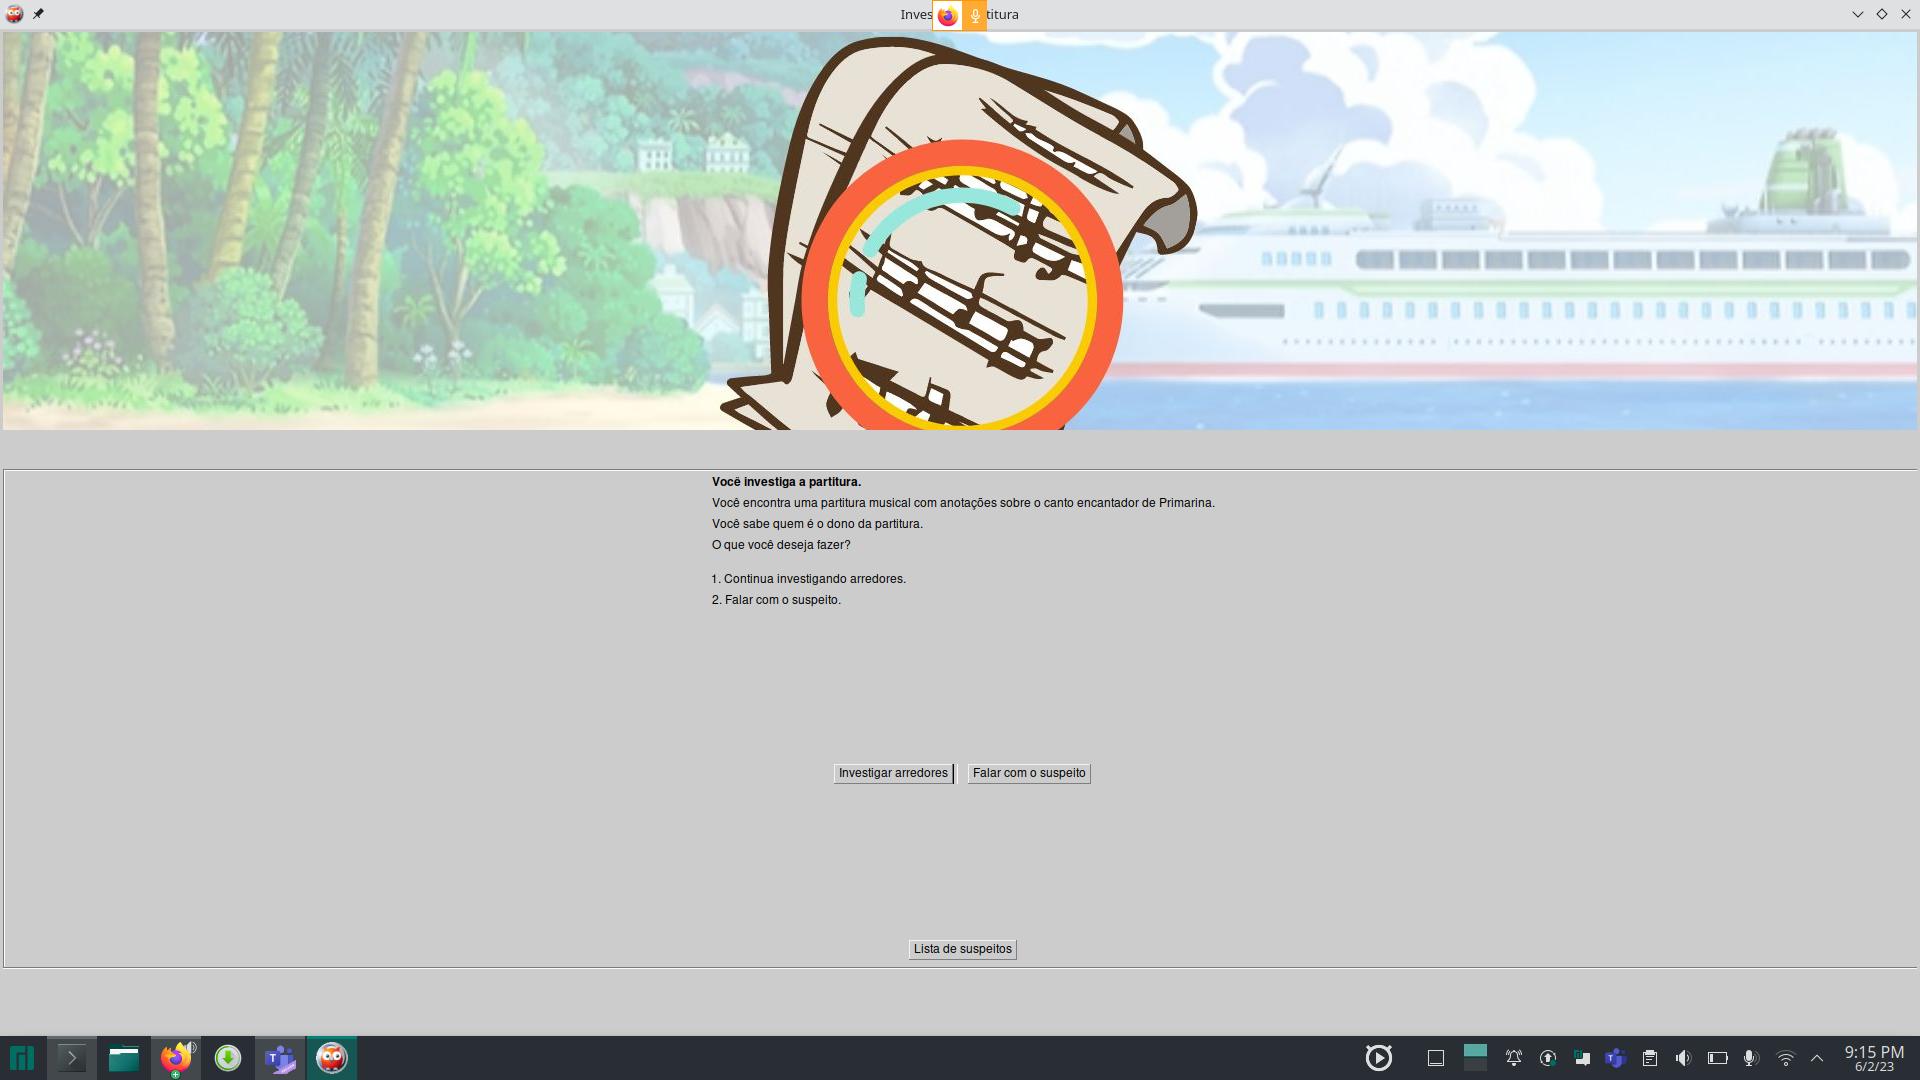 Inves titura
Você investiga a partitura.
Você encontra uma partitura musical com anotações sobre o canto encantador de Primarina.
Você sabe quem é o dono da partitura.
O que você deseja fazer?
1. Continua investigando arredores.
2. Falar com o suspeito.
Investigar arredores
Falar com o suspeito
Lista de suspeitos
9:15 PM
6/2/23